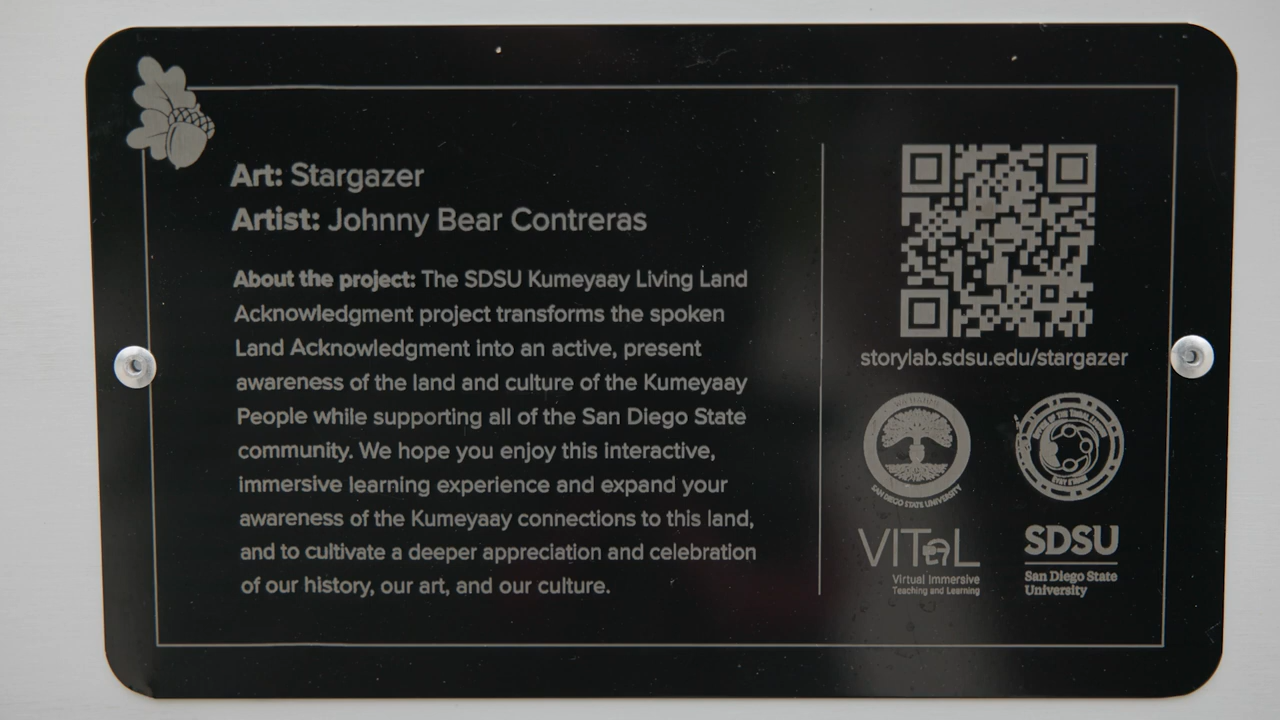 Art: Stargazer
Artist: Johnny Bear Contreras
About the project: The SDSU Kumeyaay Living Land
Acknowledgment project transforms the spoken
Land Acknowledgment into an active, present
awareness of the land and culture of the Kumeyaay
People while supporting all of the San Diego State
community. We hope you enjoy this interactive,
immersive learning experience and expand your
awareness of the Kumeyaay connections to this land,
and to cultivate a deeper appreciation and celebration
of our history, our art, and our culture.
storylab.sdsu.edu/stargazer
SAN DIEGO STATE UNIVERSITY
OFFICE OF THE TRIBAL LIAISON
VITaL
Virtual Immersive
Teaching and Learning
SDSU
San Diego State
University